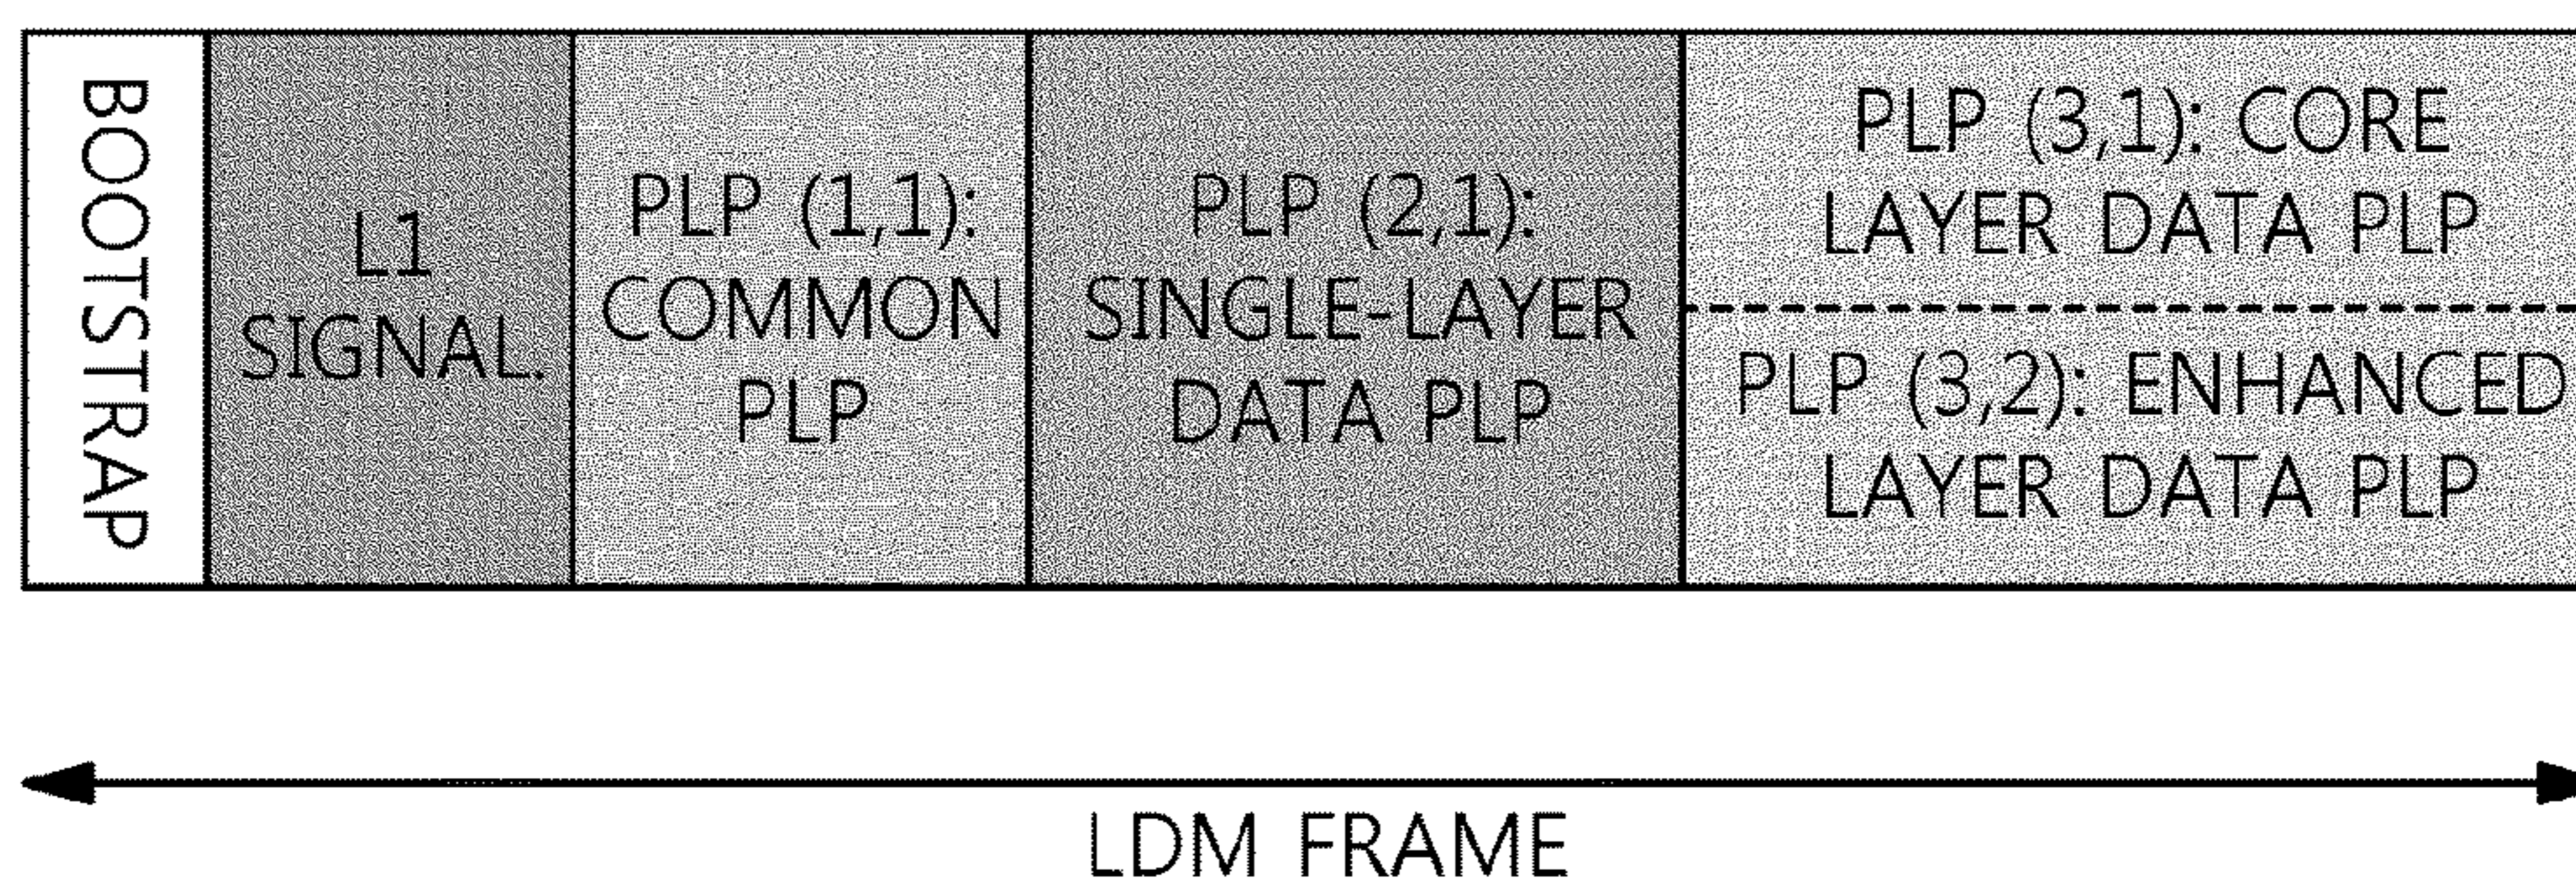 BOOTSTRAP
L1
SIGNAL.
PLP (1,1):
COMMON
PLP
PLP (2,1):
SINGLE-LAYER
DATA PLP
PLP (3,1): CORE
LAYER DATA PLP
PLP (3,2): ENHANCED
LAYER DATA PLP
LDM FRAME